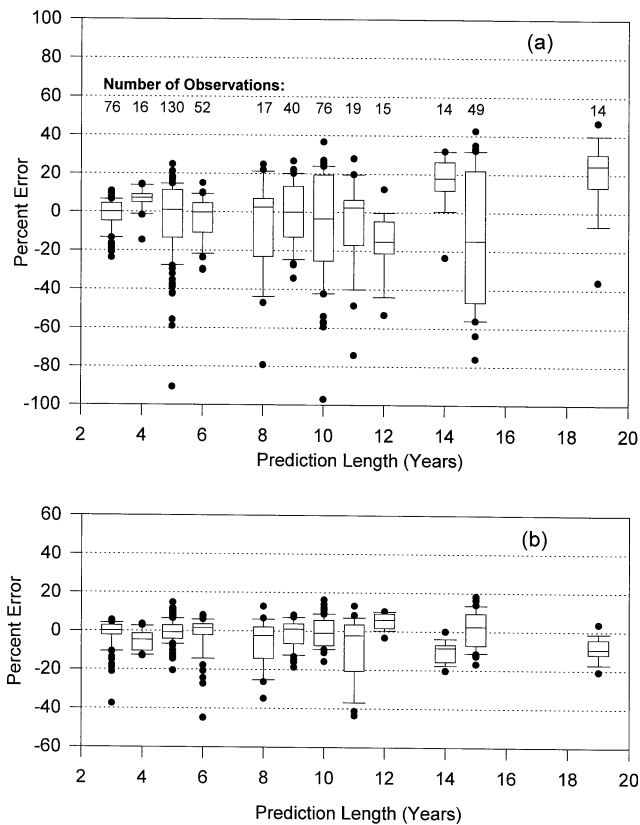 100
80
60
40
20
0
-20
-40
-60
-80
-100
Percent Error
(a)
Number of Observations:
76 16 130 52 17 40 76 19 15 14 49 14
2 4 6 8 10 12 14 16 18 20
Prediction Length (Years)
60
40
20
0
-20
-40
-60
Percent Error
(b)
2 4 6 8 10 12 14 16 18 20
Prediction Length (Years)